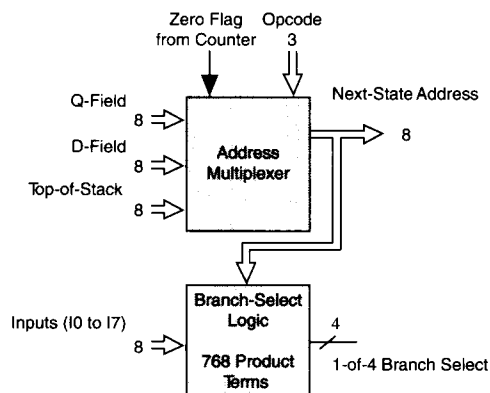 Zero Flag
from Counter
Opcode
3
Next-State Address
8
Q-Field
8
D-Field
8
Top-of-Stack
8
Address
Multiplexer
Branch-Select
Logic
768 Product
Terms
Inputs (I0 to I7)
8
4
1-of-4 Branch Select